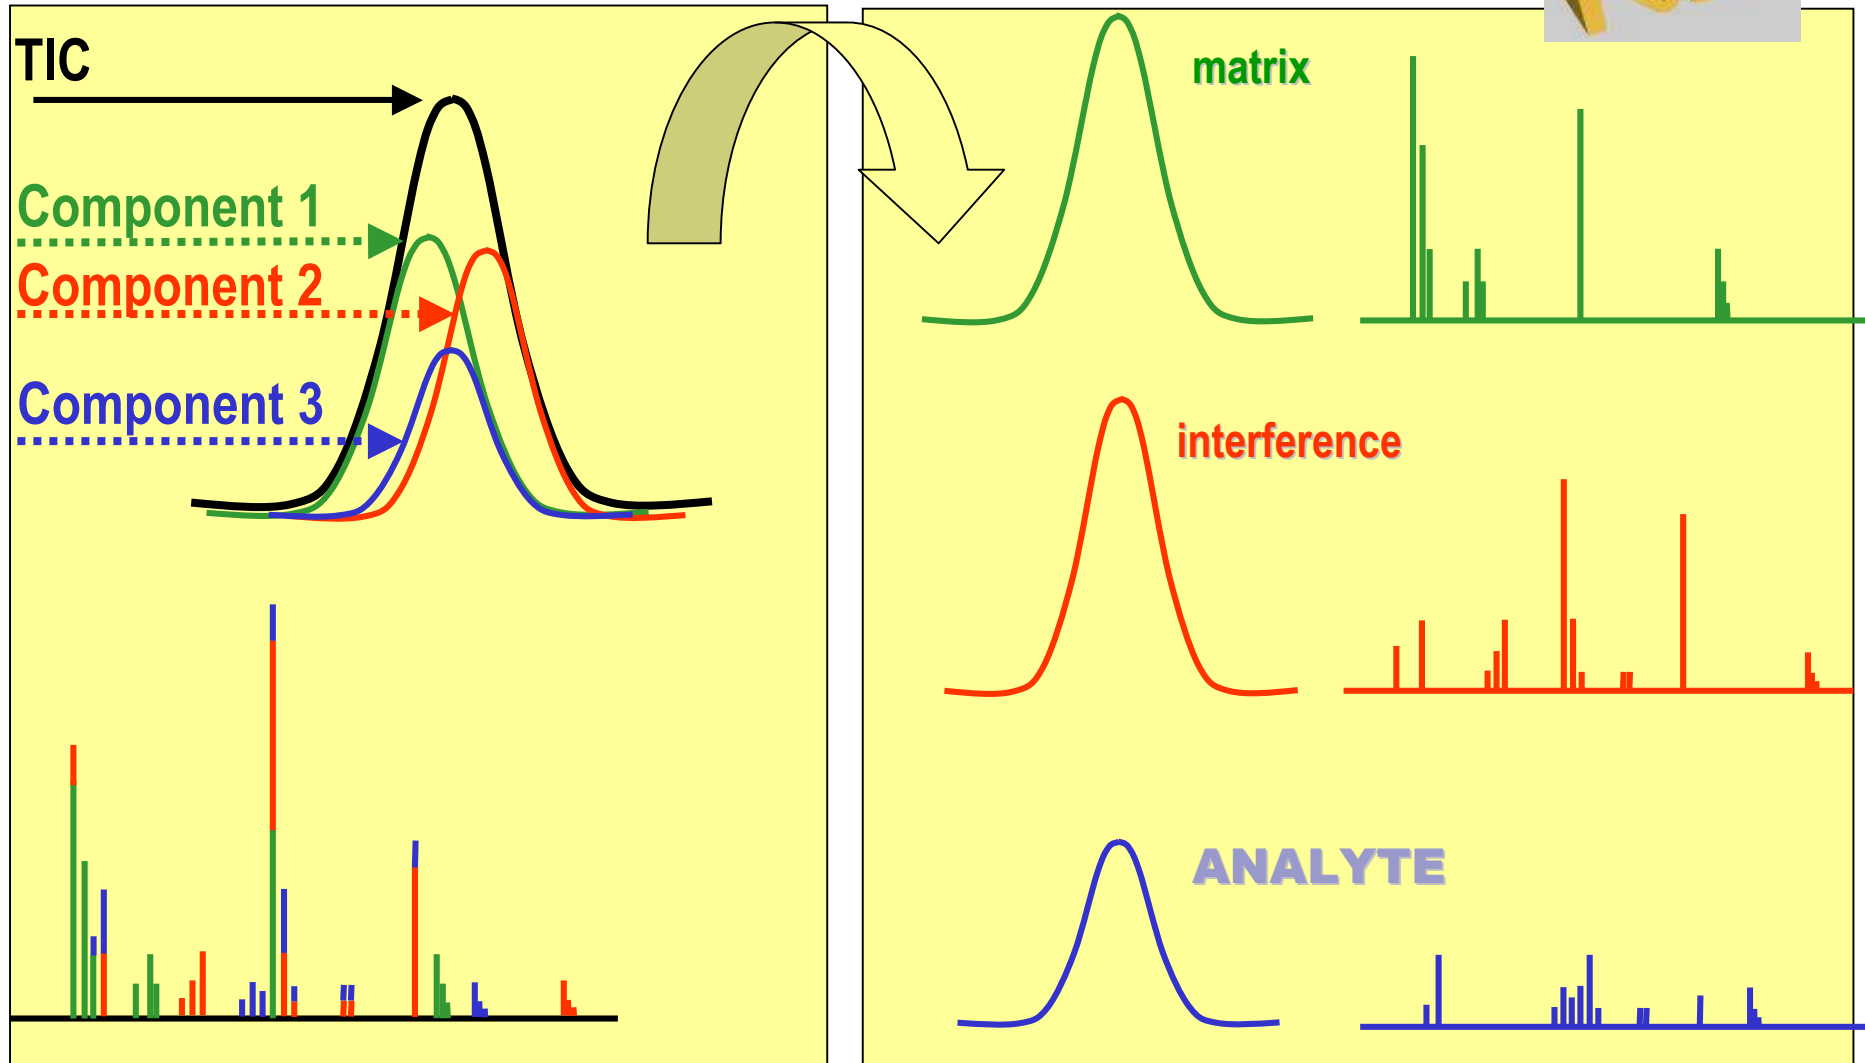 TIC
Component 1
Component 2
Component 3
matrix
interference
ANALYTE